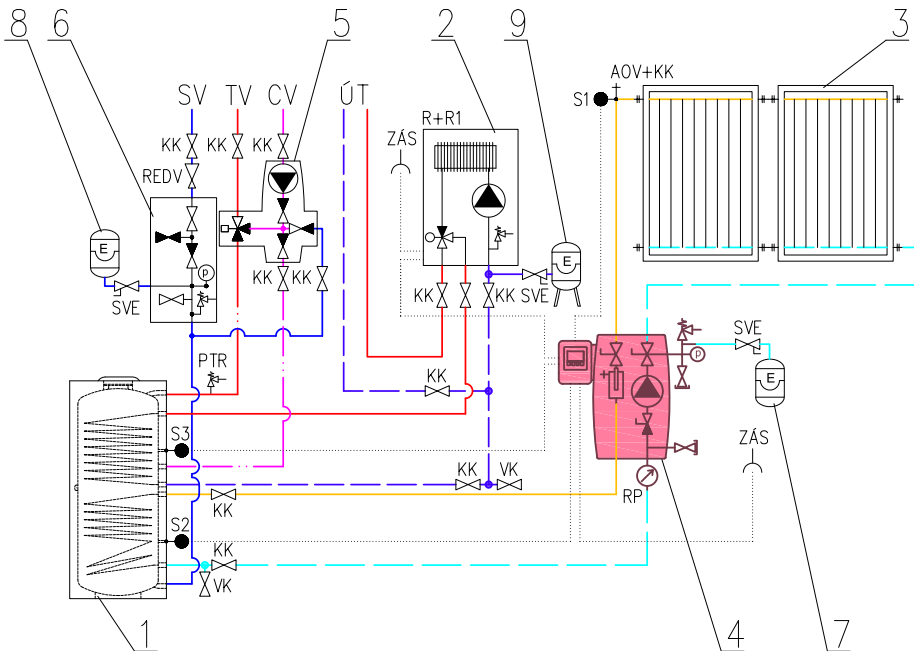 8 6 5 2 9 3
AOV+KK
SV TV CV ÚT
S1
R+R1
KK KK KK
ZÁS
REDV
E
P
E
KK KK
KK KK
SVE
SVE
SVE
P
PTR
E
KK
S3
ZÁS
KK VK
RP
KK
S2
KK
VK
1 4 7